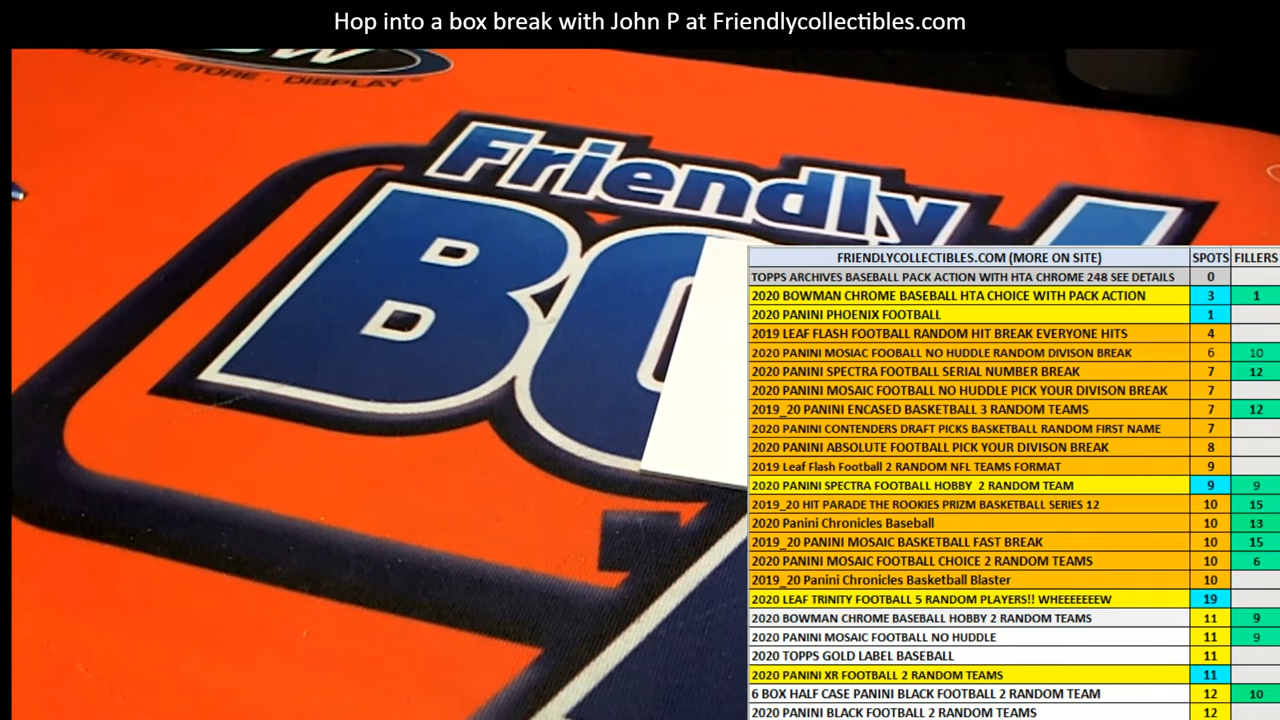 Hop into a box break with John P at Friendlycollectibles.com
STORE · DISPLAY
Friendly
FRIENDLYCOLLECTIBLES.COM (MORE ON SITE) SPOTS FILLERS
TOPPS ARCHIVES BASEBALL PACK ACTION WITH HTA CHROME 248 SEE DETAILS 0
2020 BOWMAN CHROME BASEBALL HTA CHOICE WITH PACK ACTION 3 1
2020 PANINI PHOENIX FOOTBALL 1
2019 LEAF FLASH FOOTBALL RANDOM HIT BREAK EVERYONE HITS 4
2020 PANINI MOSIAC FOOBALL NO HUDDLE RANDOM DIVISON BREAK 6 10
2020 PANINI SPECTRA FOOTBALL SERIAL NUMBER BREAK 7 12
2020 PANINI MOSAIC FOOTBALL NO HUDDLE PICK YOUR DIVISON BREAK 7
2019_20 PANINI ENCASED BASKETBALL 3 RANDOM TEAMS 7 12
2020 PANINI CONTENDERS DRAFT PICKS BASKETBALL RANDOM FIRST NAME 7
2020 PANINI ABSOLUTE FOOTBALL PICK YOUR DIVISON BREAK 8
2019 Leaf Flash Football 2 RANDOM NFL TEAMS FORMAT 9
2020 PANINI SPECTRA FOOTBALL HOBBY 2 RANDOM TEAM 9 9
2019_20 HIT PARADE THE ROOKIES PRIZM BASKETBALL SERIES 12 10 15
2020 Panini Chronicles Baseball 10 13
2019_20 PANINI MOSAIC BASKETBALL FAST BREAK 10 15
2020 PANINI MOSAIC FOOTBALL CHOICE 2 RANDOM TEAMS 10 6
2019_20 Panini Chronicles Basketball Blaster 10
2020 LEAF TRINITY FOOTBALL 5 RANDOM PLAYERS!! WHEEEEEEEW 19
2020 BOWMAN CHROME BASEBALL HOBBY 2 RANDOM TEAMS 11 9
2020 PANINI MOSAIC FOOTBALL NO HUDDLE 11 9
2020 TOPPS GOLD LABEL BASEBALL 11
2020 PANINI XR FOOTBALL 2 RANDOM TEAMS 11
6 BOX HALF CASE PANINI BLACK FOOTBALL 2 RANDOM TEAM 12 10
2020 PANINI BLACK FOOTBALL 2 RANDOM TEAMS 12